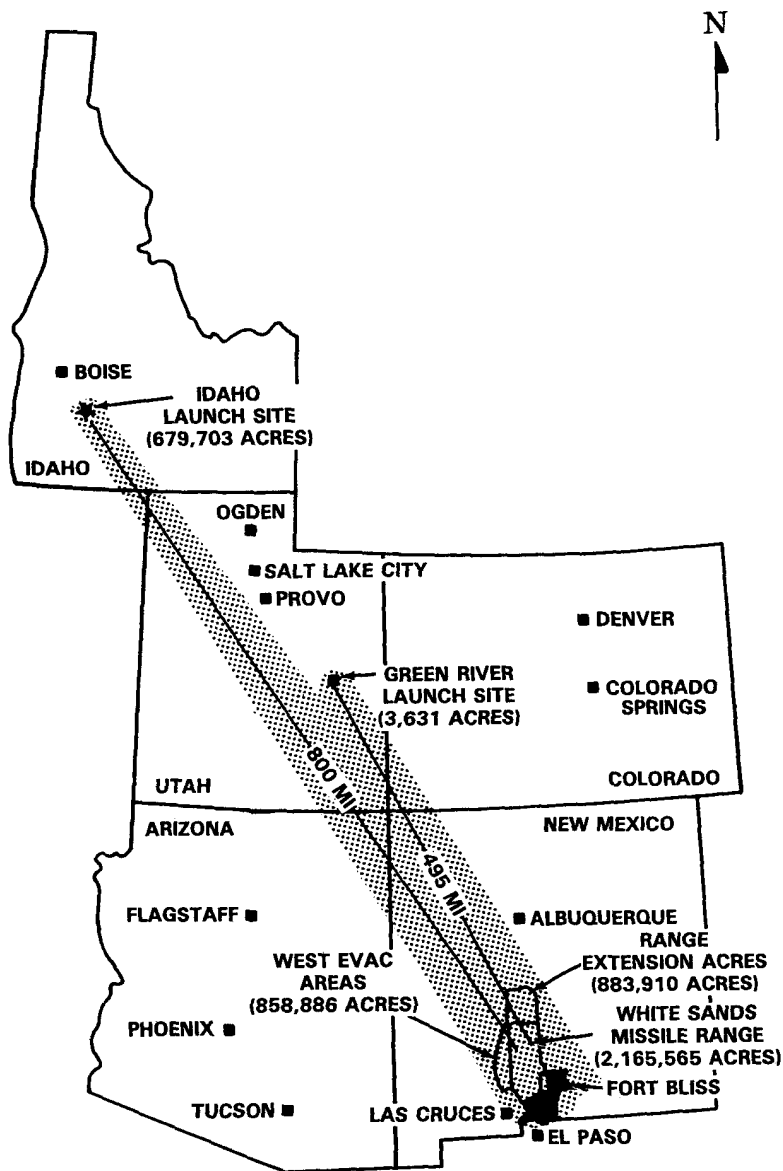 N
BOISE
IDAHO
LAUNCH SITE
(679,703 ACRES)
IDAHO
OGDEN
SALT LAKE CITY
PROVO
DENVER
GREEN RIVER
LAUNCH SITE
(3,631 ACRES)
COLORADO
SPRINGS
800 MI
UTAH
COLORADO
ARIZONA
NEW MEXICO
495 MI
FLAGSTAFF
ALBUQUERQUE
WEST EVAC
AREAS
(858,886 ACRES)
RANGE
EXTENSION ACRES
(883,910 ACRES)
WHITE SANDS
MISSILE RANGE
(2,165,565 ACRES)
PHOENIX
FORT BLISS
TUCSON
LAS CRUCES
EL PASO